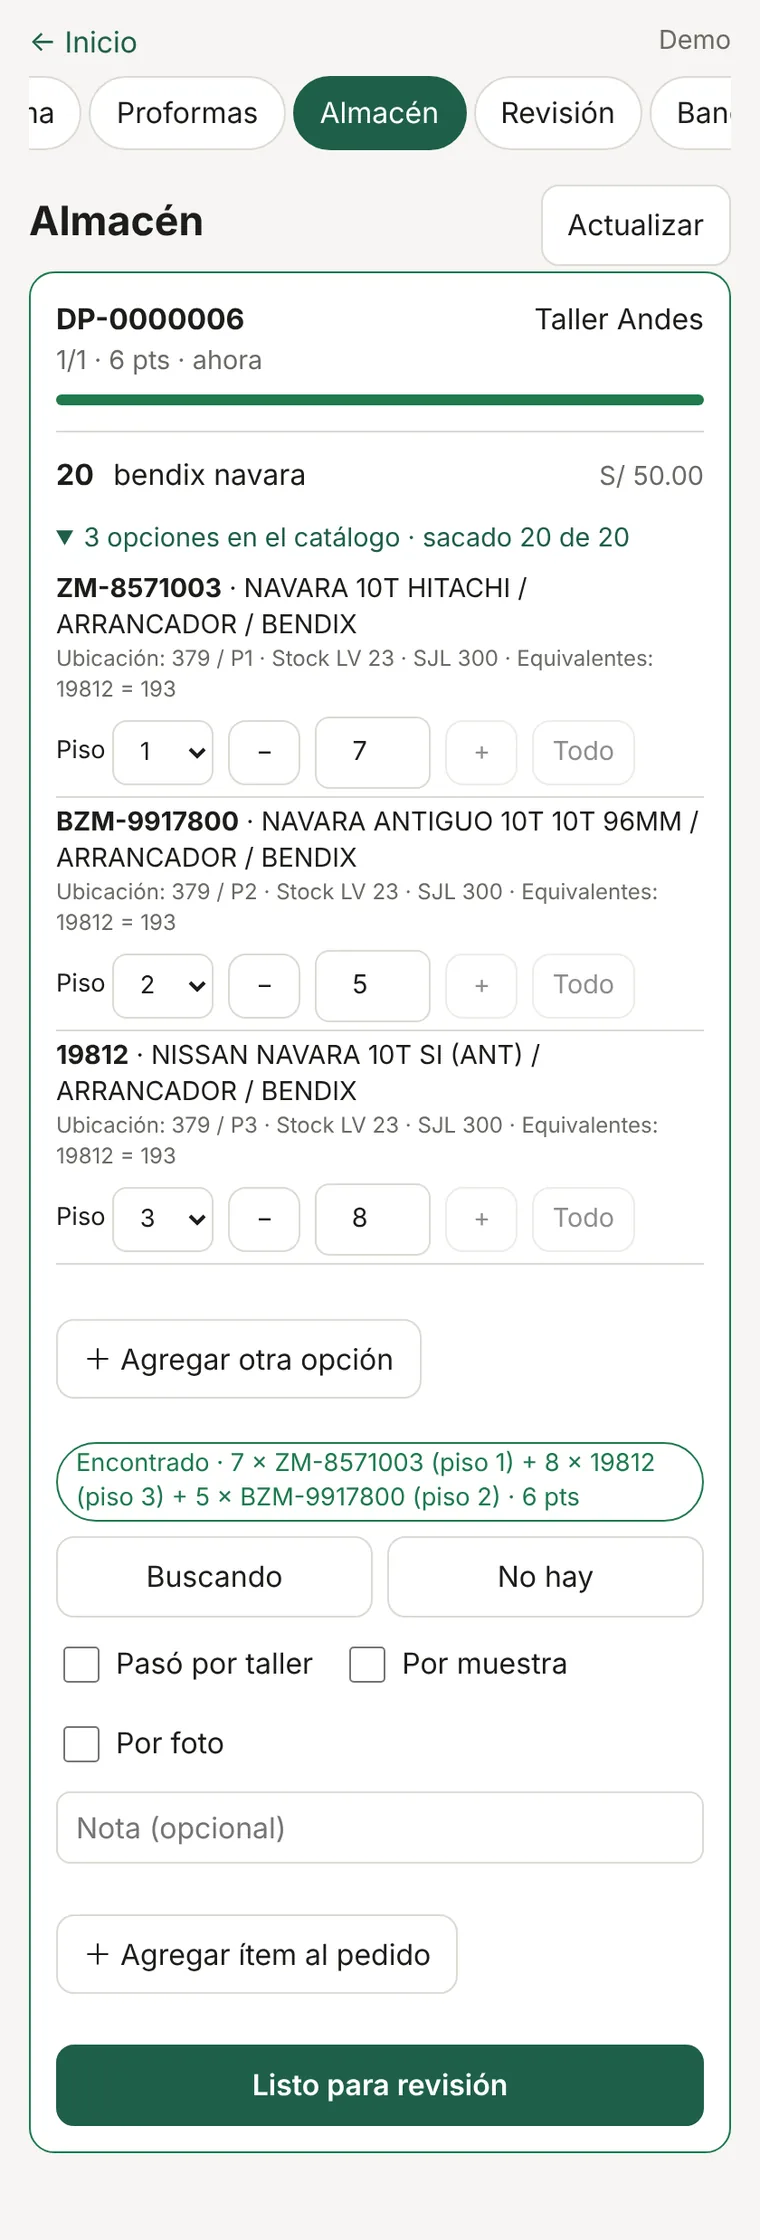 ← Inicio
Demo
na
Proformas
Almacén
Revisión
Ban
Almacén
Actualizar
DP-0000006
Taller Andes
1/1 · 6 pts · ahora
20 bendix navara
S/ 50.00
▼ 3 opciones en el catálogo · sacado 20 de 20
ZM-8571003 · NAVARA 10T HITACHI /
ARRANCADOR / BENDIX
Ubicación: 379 / P1 · Stock LV 23 · SJL 300 · Equivalentes:
19812 = 193
Piso 1 − 7 + Todo
BZM-9917800 · NAVARA ANTIGUO 10T 10T 96MM /
ARRANCADOR / BENDIX
Ubicación: 379 / P2 · Stock LV 23 · SJL 300 · Equivalentes:
19812 = 193
Piso 2 − 5 + Todo
19812 · NISSAN NAVARA 10T SI (ANT) /
ARRANCADOR / BENDIX
Ubicación: 379 / P3 · Stock LV 23 · SJL 300 · Equivalentes:
19812 = 193
Piso 3 − 8 + Todo
+ Agregar otra opción
Encontrado · 7 × ZM-8571003 (piso 1) + 8 × 19812
(piso 3) + 5 × BZM-9917800 (piso 2) · 6 pts
Buscando
No hay
Pasó por taller
Por muestra
Por foto
Nota (opcional)
+ Agregar ítem al pedido
Listo para revisión